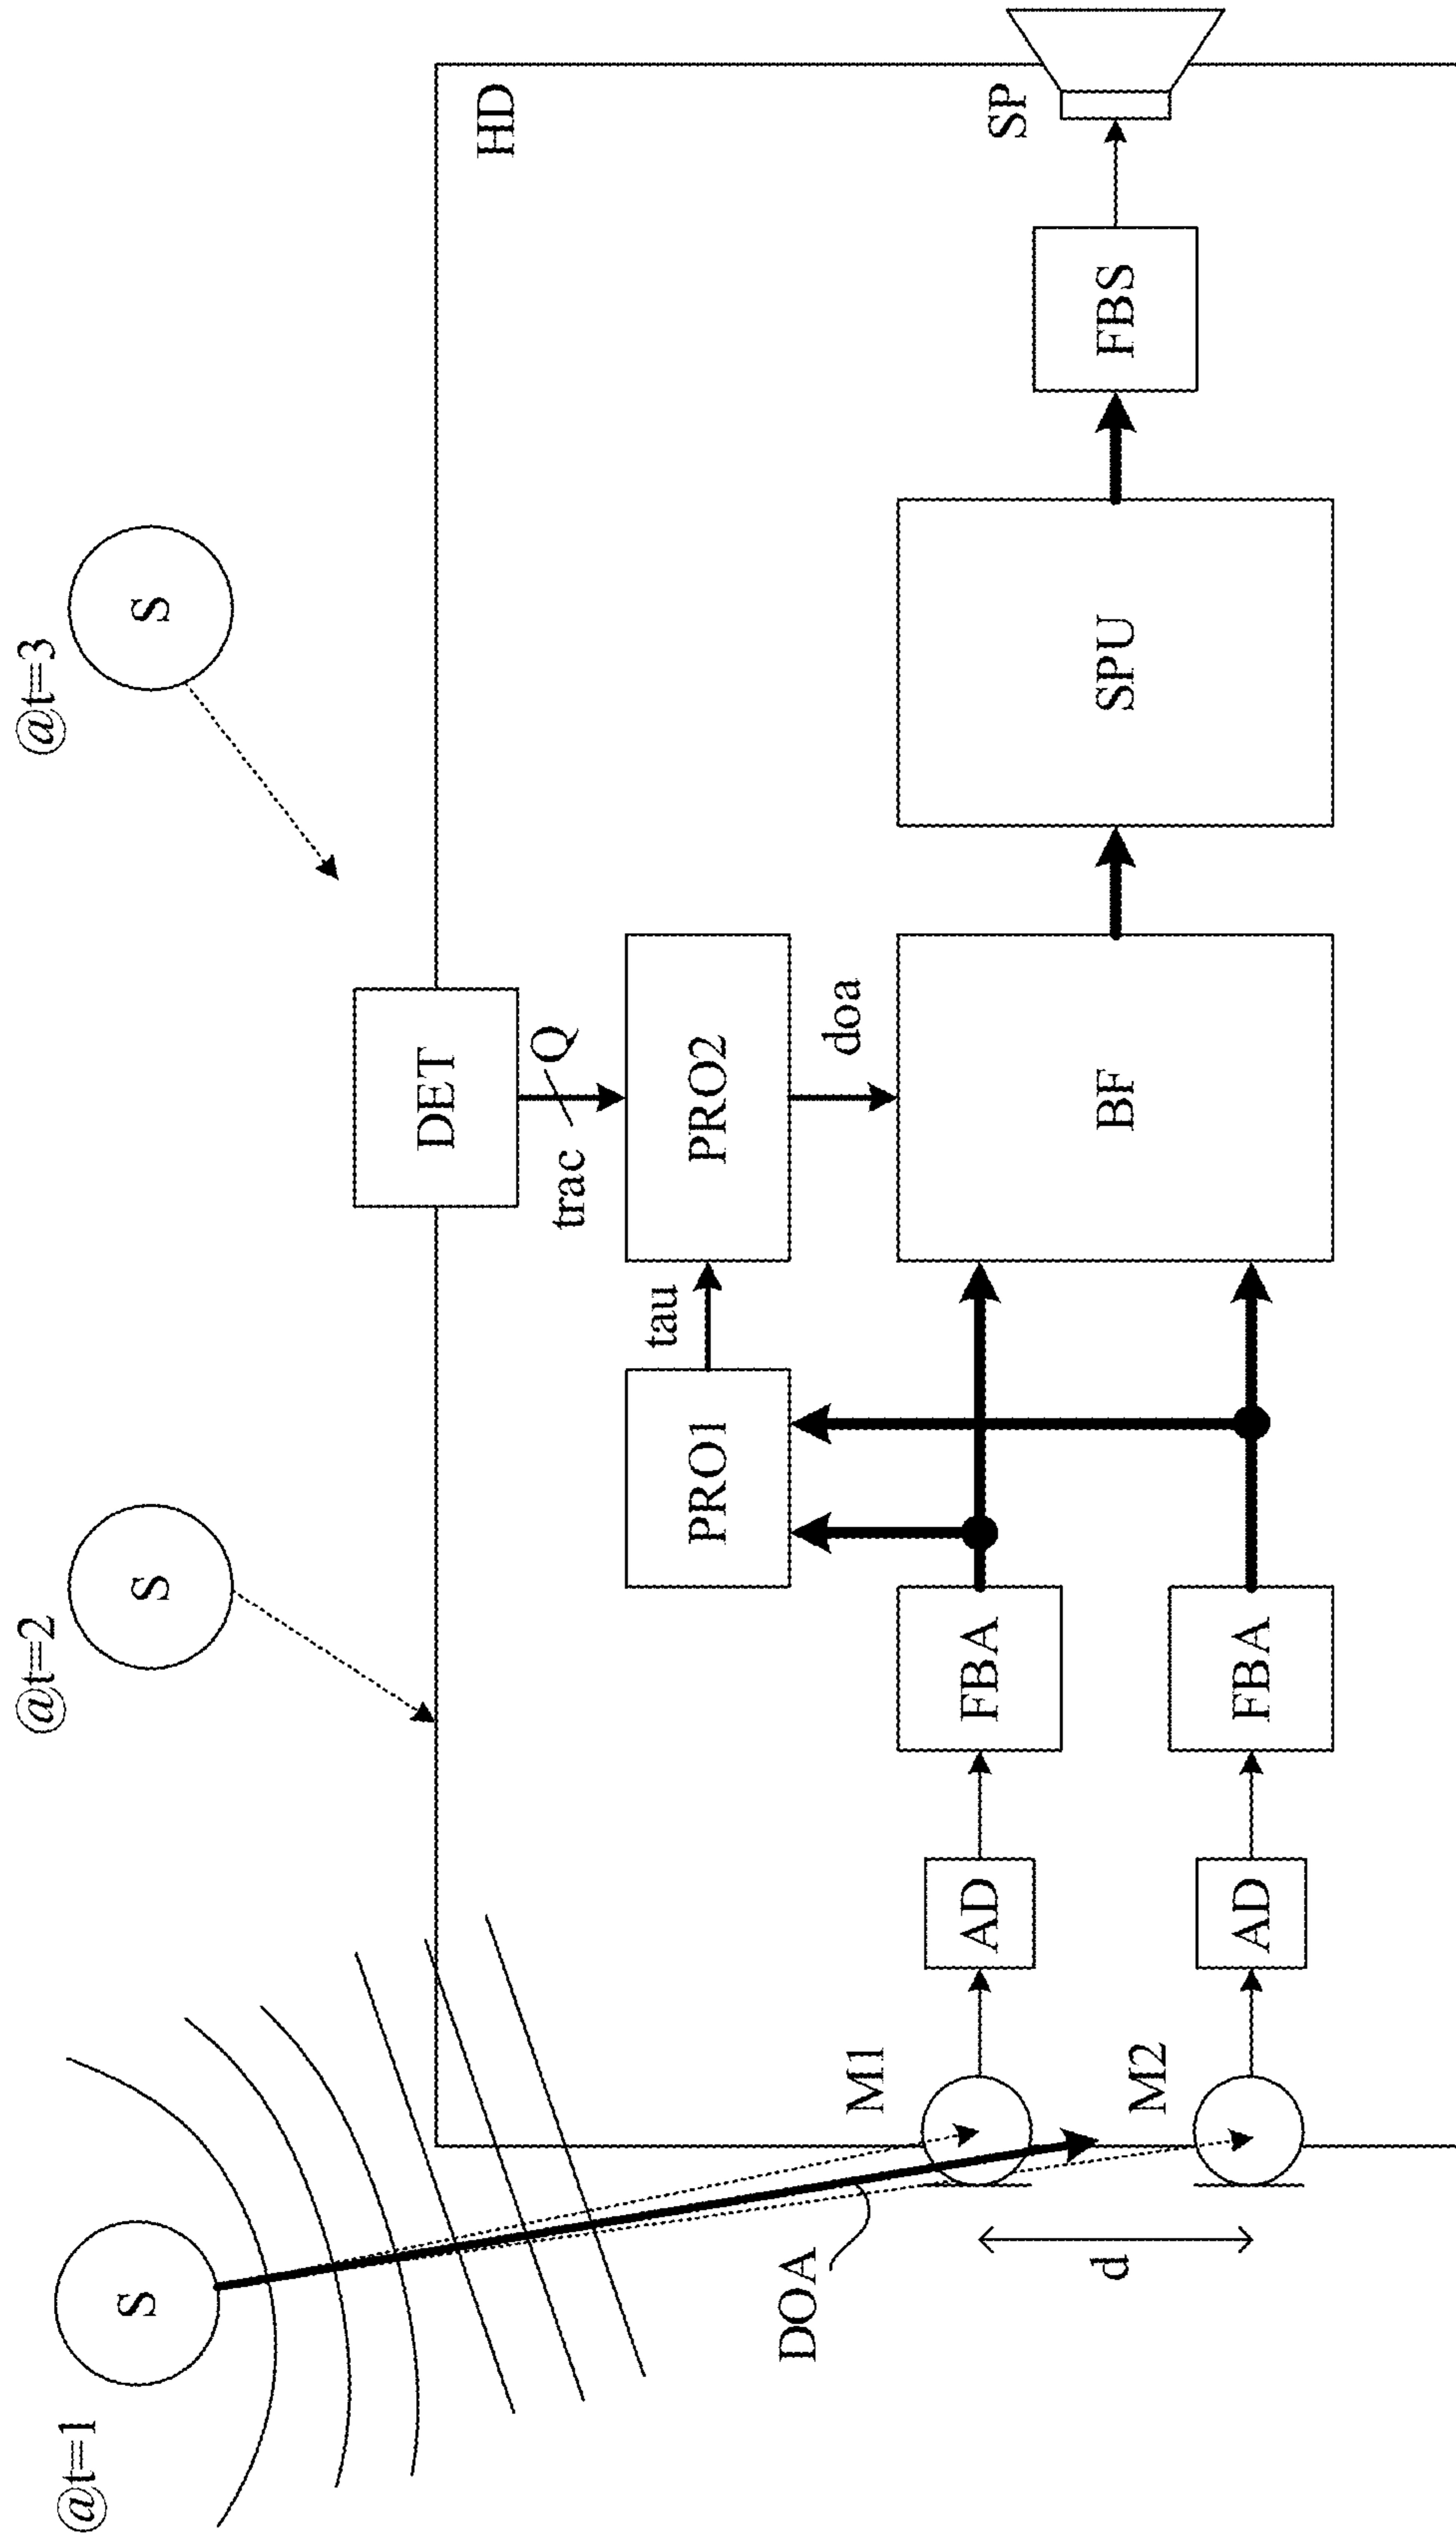 @t=1
@t=2
@t=3
S
S
S
HD
DET
trac
Q
PRO1
tau
PRO2
doa
DOA
M1
AD
FBA
BF
SPU
FBS
SP
M2
AD
FBA
d